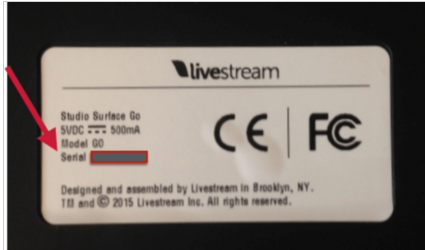 livestream
Studio Surface Go
5VDC ⎓ 500mA
Model GO
Serial
CE FC
Designed and assembled by Livestream in Brooklyn, NY.
TM and © 2015 Livestream Inc. All rights reserved.